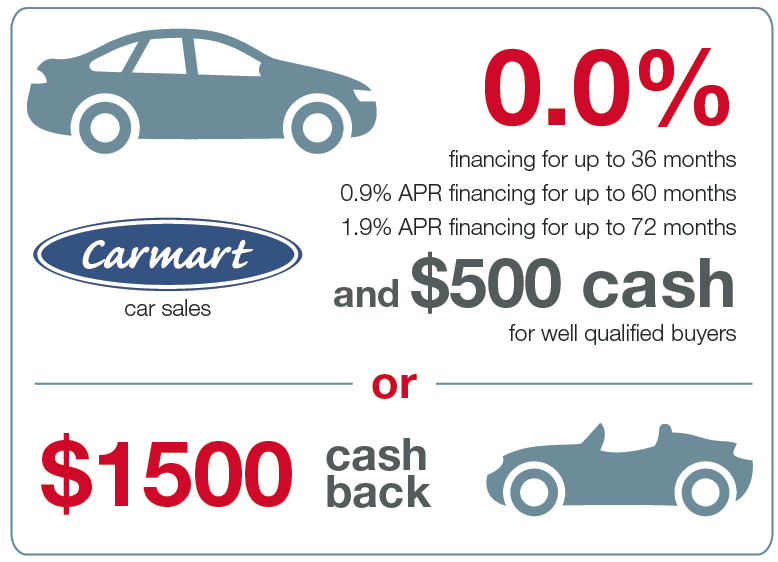 0.0%
financing for up to 36 months
0.9% APR financing for up to 60 months
1.9% APR financing for up to 72 months
Carmart
car sales
and $500 cash
for well qualified buyers
or
$1500 cash
back